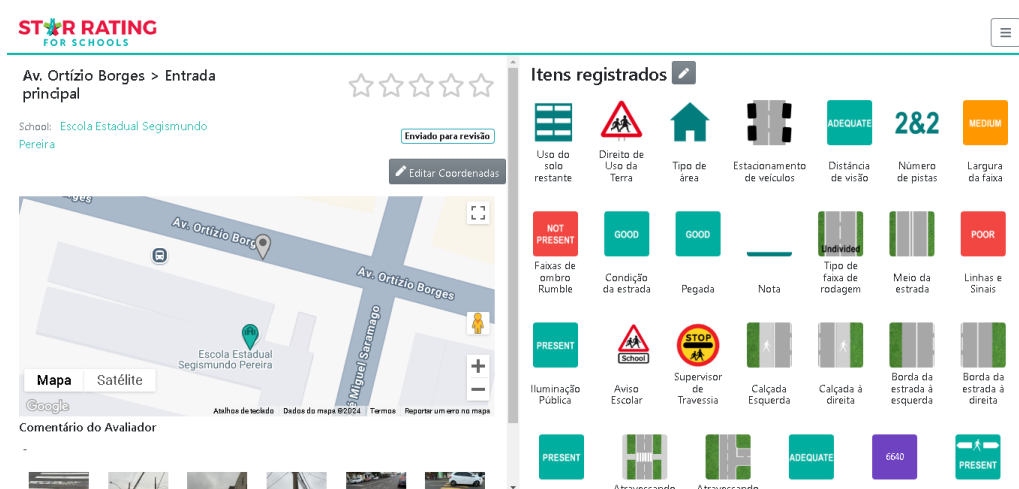 ST★R RATING
FOR SCHOOLS
Av. Ortízio Borges > Entrada
principal
School: Escola Estadual Segismundo
Pereira
Enviado para revisão
Editar Coordenadas
Av. Ortízio Borges
Av. Ortízio Borges
Miguel Saramago
Escola Estadual
Segismundo Pereira
Mapa Satélite
Google
Atalhos de teclado Dados do mapa ©2024 Termos Reportar um erro no mapa
Comentário do Avaliador
-
Itens registrados
ADEQUATE
2&2
MEDIUM
Uso do
solo
restante
Direito de
Uso da
Terra
Tipo de
área
Estacionamento
de veículos
Distância
de visão
Número
de pistas
Largura
da faixa
NOT
PRESENT
GOOD
GOOD
Undivided
POOR
Faixas de
ombro
Rumble
Condição
da estrada
Pegada
Nota
Tipo de
faixa de
rodagem
Meio da
estrada
Linhas e
Sinais
PRESENT
School
STOP
Iluminação
Pública
Aviso
Escolar
Supervisor
de
Travessia
Calçada
Esquerda
Calçada à
direita
Borda da
estrada à
esquerda
Borda da
estrada à
direita
PRESENT
ADEQUATE
6640
PRESENT
Atravessando
Atravessando